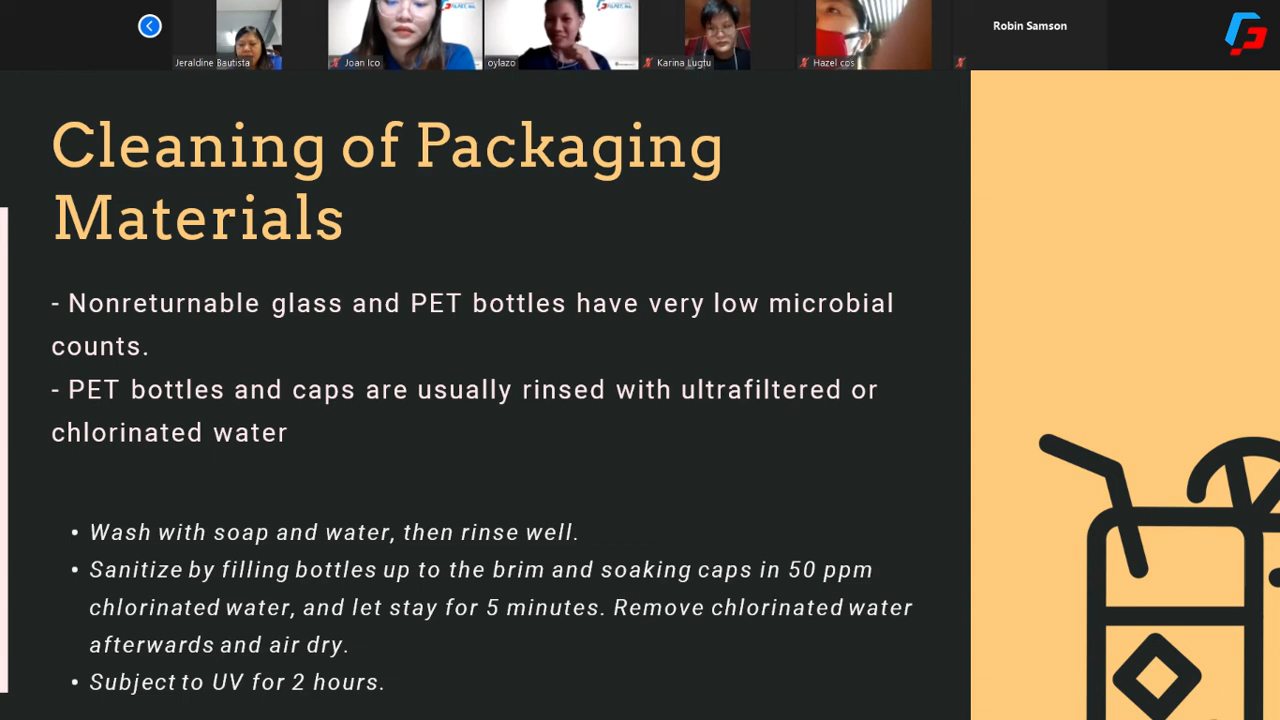 Robin Samson
Jeraldine Bautista
Joan Ico
oylazo
Karina Lugtu
Hazel cos
Cleaning of Packaging
Materials
- Nonreturnable glass and PET bottles have very low microbial
counts.
- PET bottles and caps are usually rinsed with ultrafiltered or
chlorinated water
• Wash with soap and water, then rinse well.
• Sanitize by filling bottles up to the brim and soaking caps in 50 ppm
chlorinated water, and let stay for 5 minutes. Remove chlorinated water
afterwards and air dry.
• Subject to UV for 2 hours.